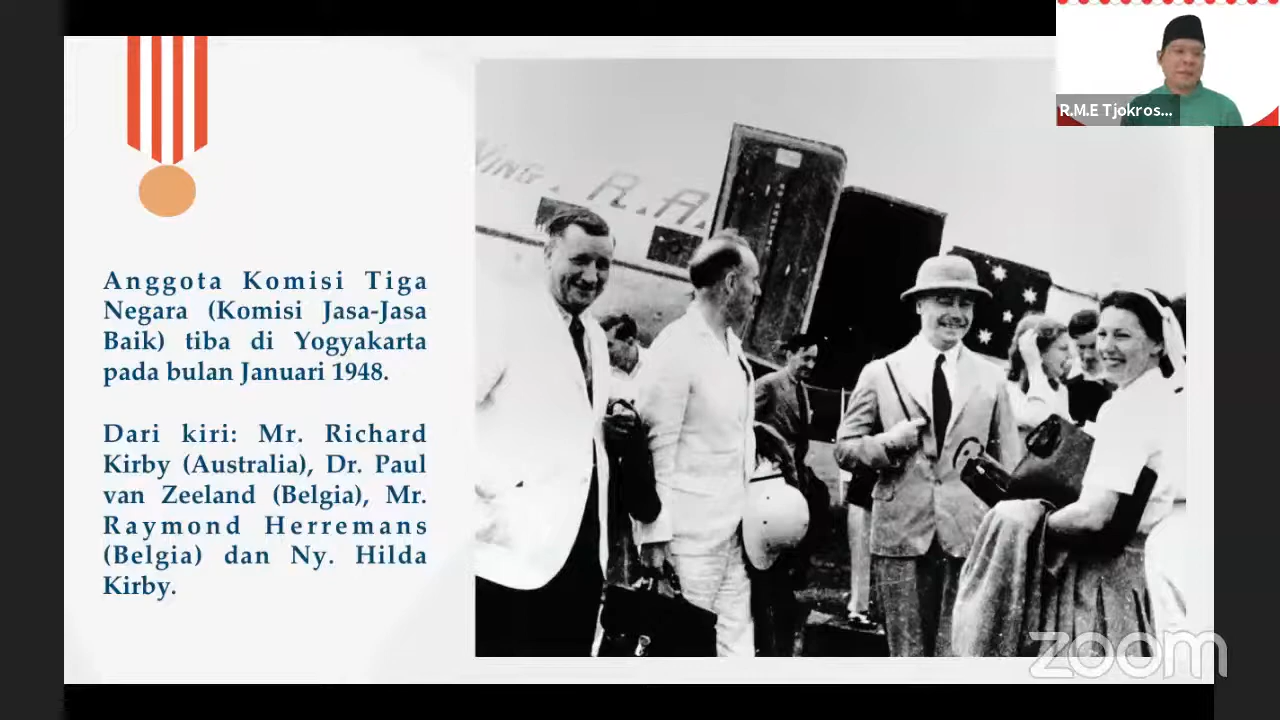 R.M.E Tjokros...
Anggota Komisi Tiga
Negara (Komisi Jasa-Jasa
Baik) tiba di Yogyakarta
pada bulan Januari 1948.
Dari kiri: Mr. Richard
Kirby (Australia), Dr. Paul
van Zeeland (Belgia), Mr.
Raymond Herremans
(Belgia) dan Ny. Hilda
Kirby.
WING. R.A.
zoom